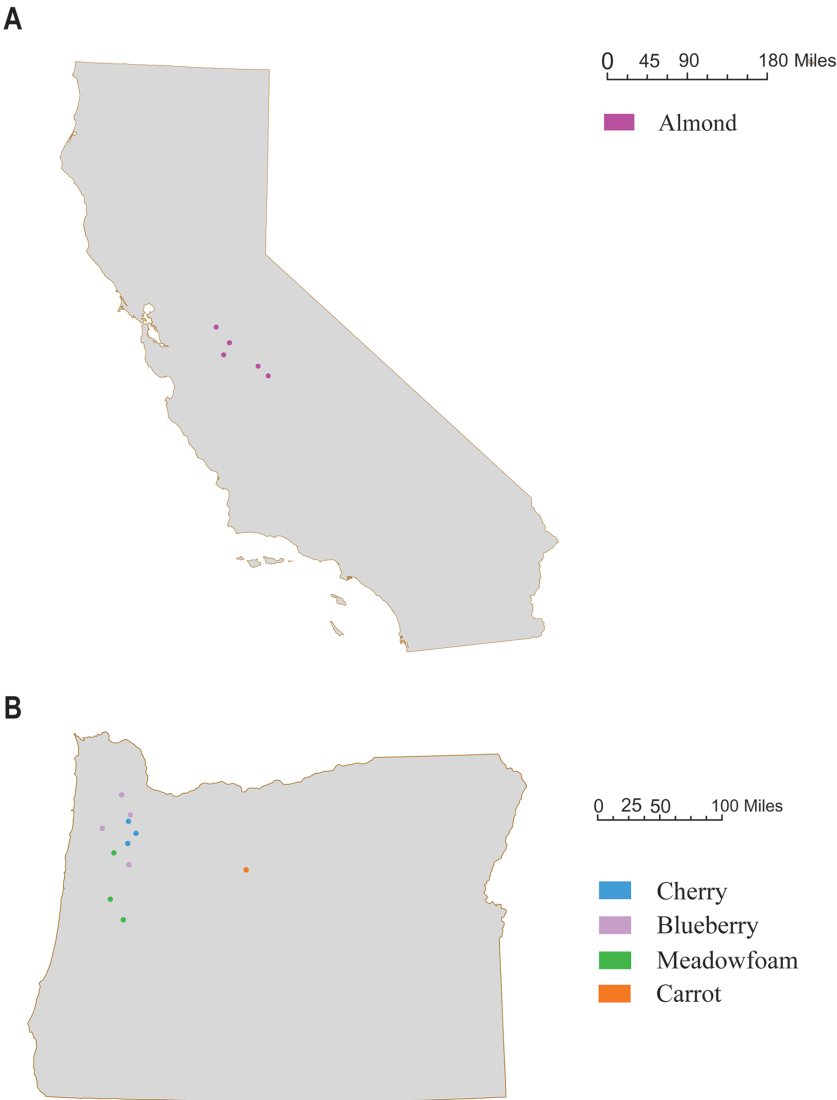 A
0 45 90 180 Miles
Almond
B
0 25 50 100 Miles
Cherry
Blueberry
Meadowfoam
Carrot